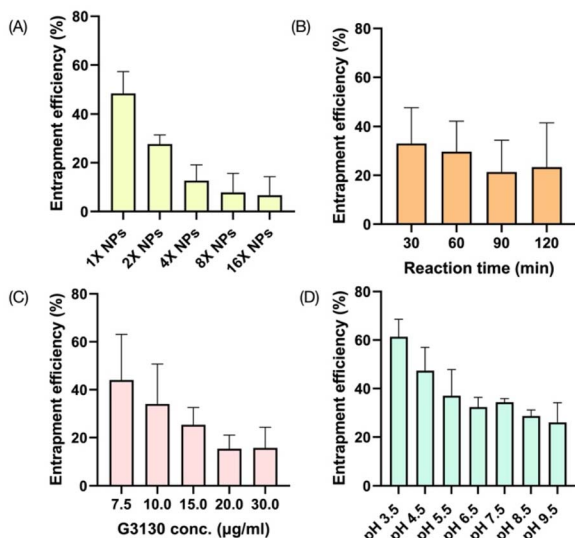 (A)
Entrapment efficiency (%)
80
60
40
20
0
1X NPs
2X NPs
4X NPs
8X NPs
16X NPs
(B)
Entrapment efficiency (%)
80
60
40
20
0
30 60 90 120
Reaction time (min)
(C)
Entrapment efficiency (%)
80
60
40
20
0
7.5 10.0 15.0 20.0 30.0
G3130 conc. (μg/ml)
(D)
Entrapment efficiency (%)
80
60
40
20
0
pH 3.5
pH 4.5
pH 5.5
pH 6.5
pH 7.5
pH 8.5
pH 9.5